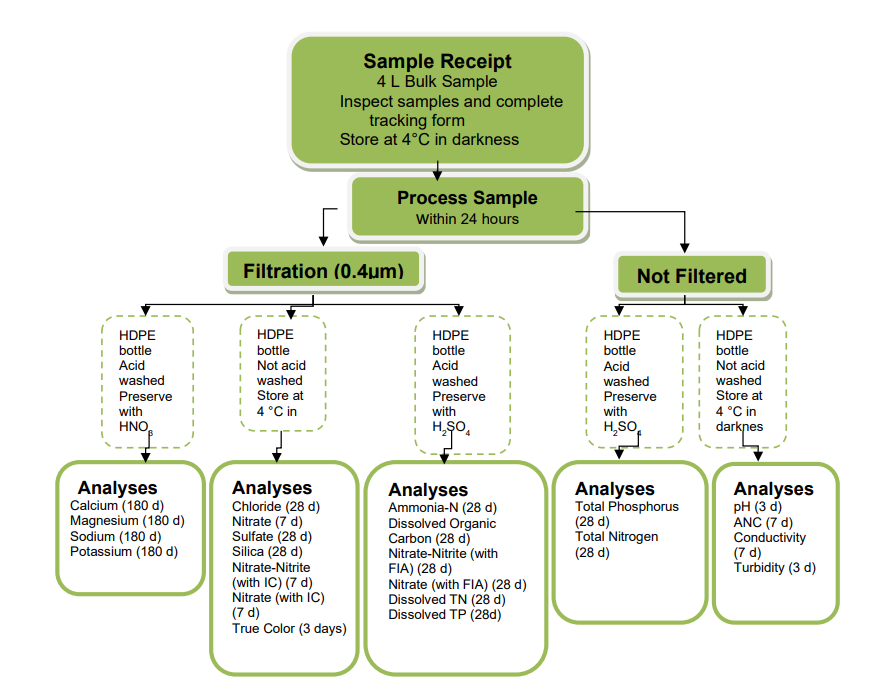 Sample Receipt
4 L Bulk Sample
Inspect samples and complete
tracking form
Store at 4°C in darkness
Process Sample
Within 24 hours
Filtration (0.4µm)
Not Filtered
HDPE
bottle
Acid
washed
Preserve
with
HNO3
HDPE
bottle
Not acid
washed
Store at
4 °C in
HDPE
bottle
Acid
washed
Preserve
with
H2SO4
HDPE
bottle
Acid
washed
Preserve
with
H2SO4
HDPE
bottle
Not acid
washed
Store at
4 °C in
darknes
Analyses
Calcium (180 d)
Magnesium (180 d)
Sodium (180 d)
Potassium (180 d)
Analyses
Chloride (28 d)
Nitrate (7 d)
Sulfate (28 d)
Silica (28 d)
Nitrate-Nitrite
(with IC) (7 d)
Nitrate (with IC)
(7 d)
True Color (3 days)
Analyses
Ammonia-N (28 d)
Dissolved Organic
Carbon (28 d)
Nitrate-Nitrite (with
FIA) (28 d)
Nitrate (with FIA) (28 d)
Dissolved TN (28 d)
Dissolved TP (28d)
Analyses
Total Phosphorus
(28 d)
Total Nitrogen
(28 d)
Analyses
pH (3 d)
ANC (7 d)
Conductivity
(7 d)
Turbidity (3 d)